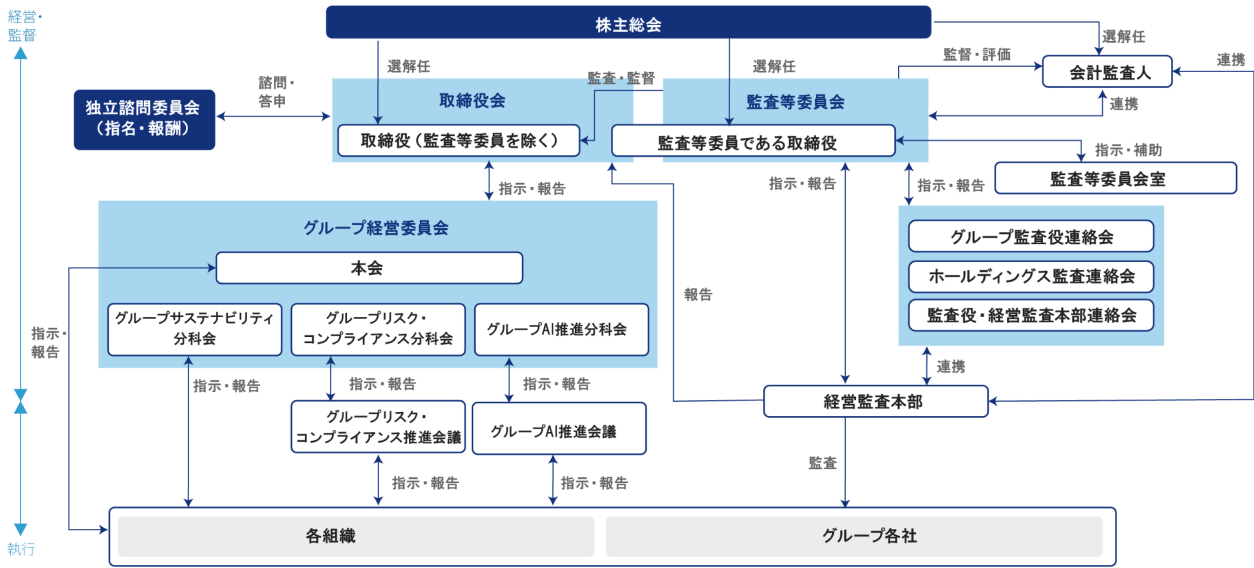 経営・
監督
株主総会
選解任
選解任
選解任
監督・評価
会計監査人
連携
連携
諮問・
答申
独立諮問委員会
(指名・報酬)
取締役会
監査・監督
監査等委員会
取締役(監査等委員を除く)
監査等委員である取締役
指示・補助
監査等委員会室
指示・報告
指示・報告
指示・報告
グループ経営委員会
本会
グループサステナビリティ
分科会
グループリスク・
コンプライアンス分科会
グループAI推進分科会
報告
グループ監査役連絡会
ホールディングス監査連絡会
監査役・経営監査本部連絡会
連携
指示・
報告
指示・報告
指示・報告
指示・報告
グループリスク・
コンプライアンス推進会議
グループAI推進会議
経営監査本部
監査
指示・報告
指示・報告
各組織
グループ各社
執行